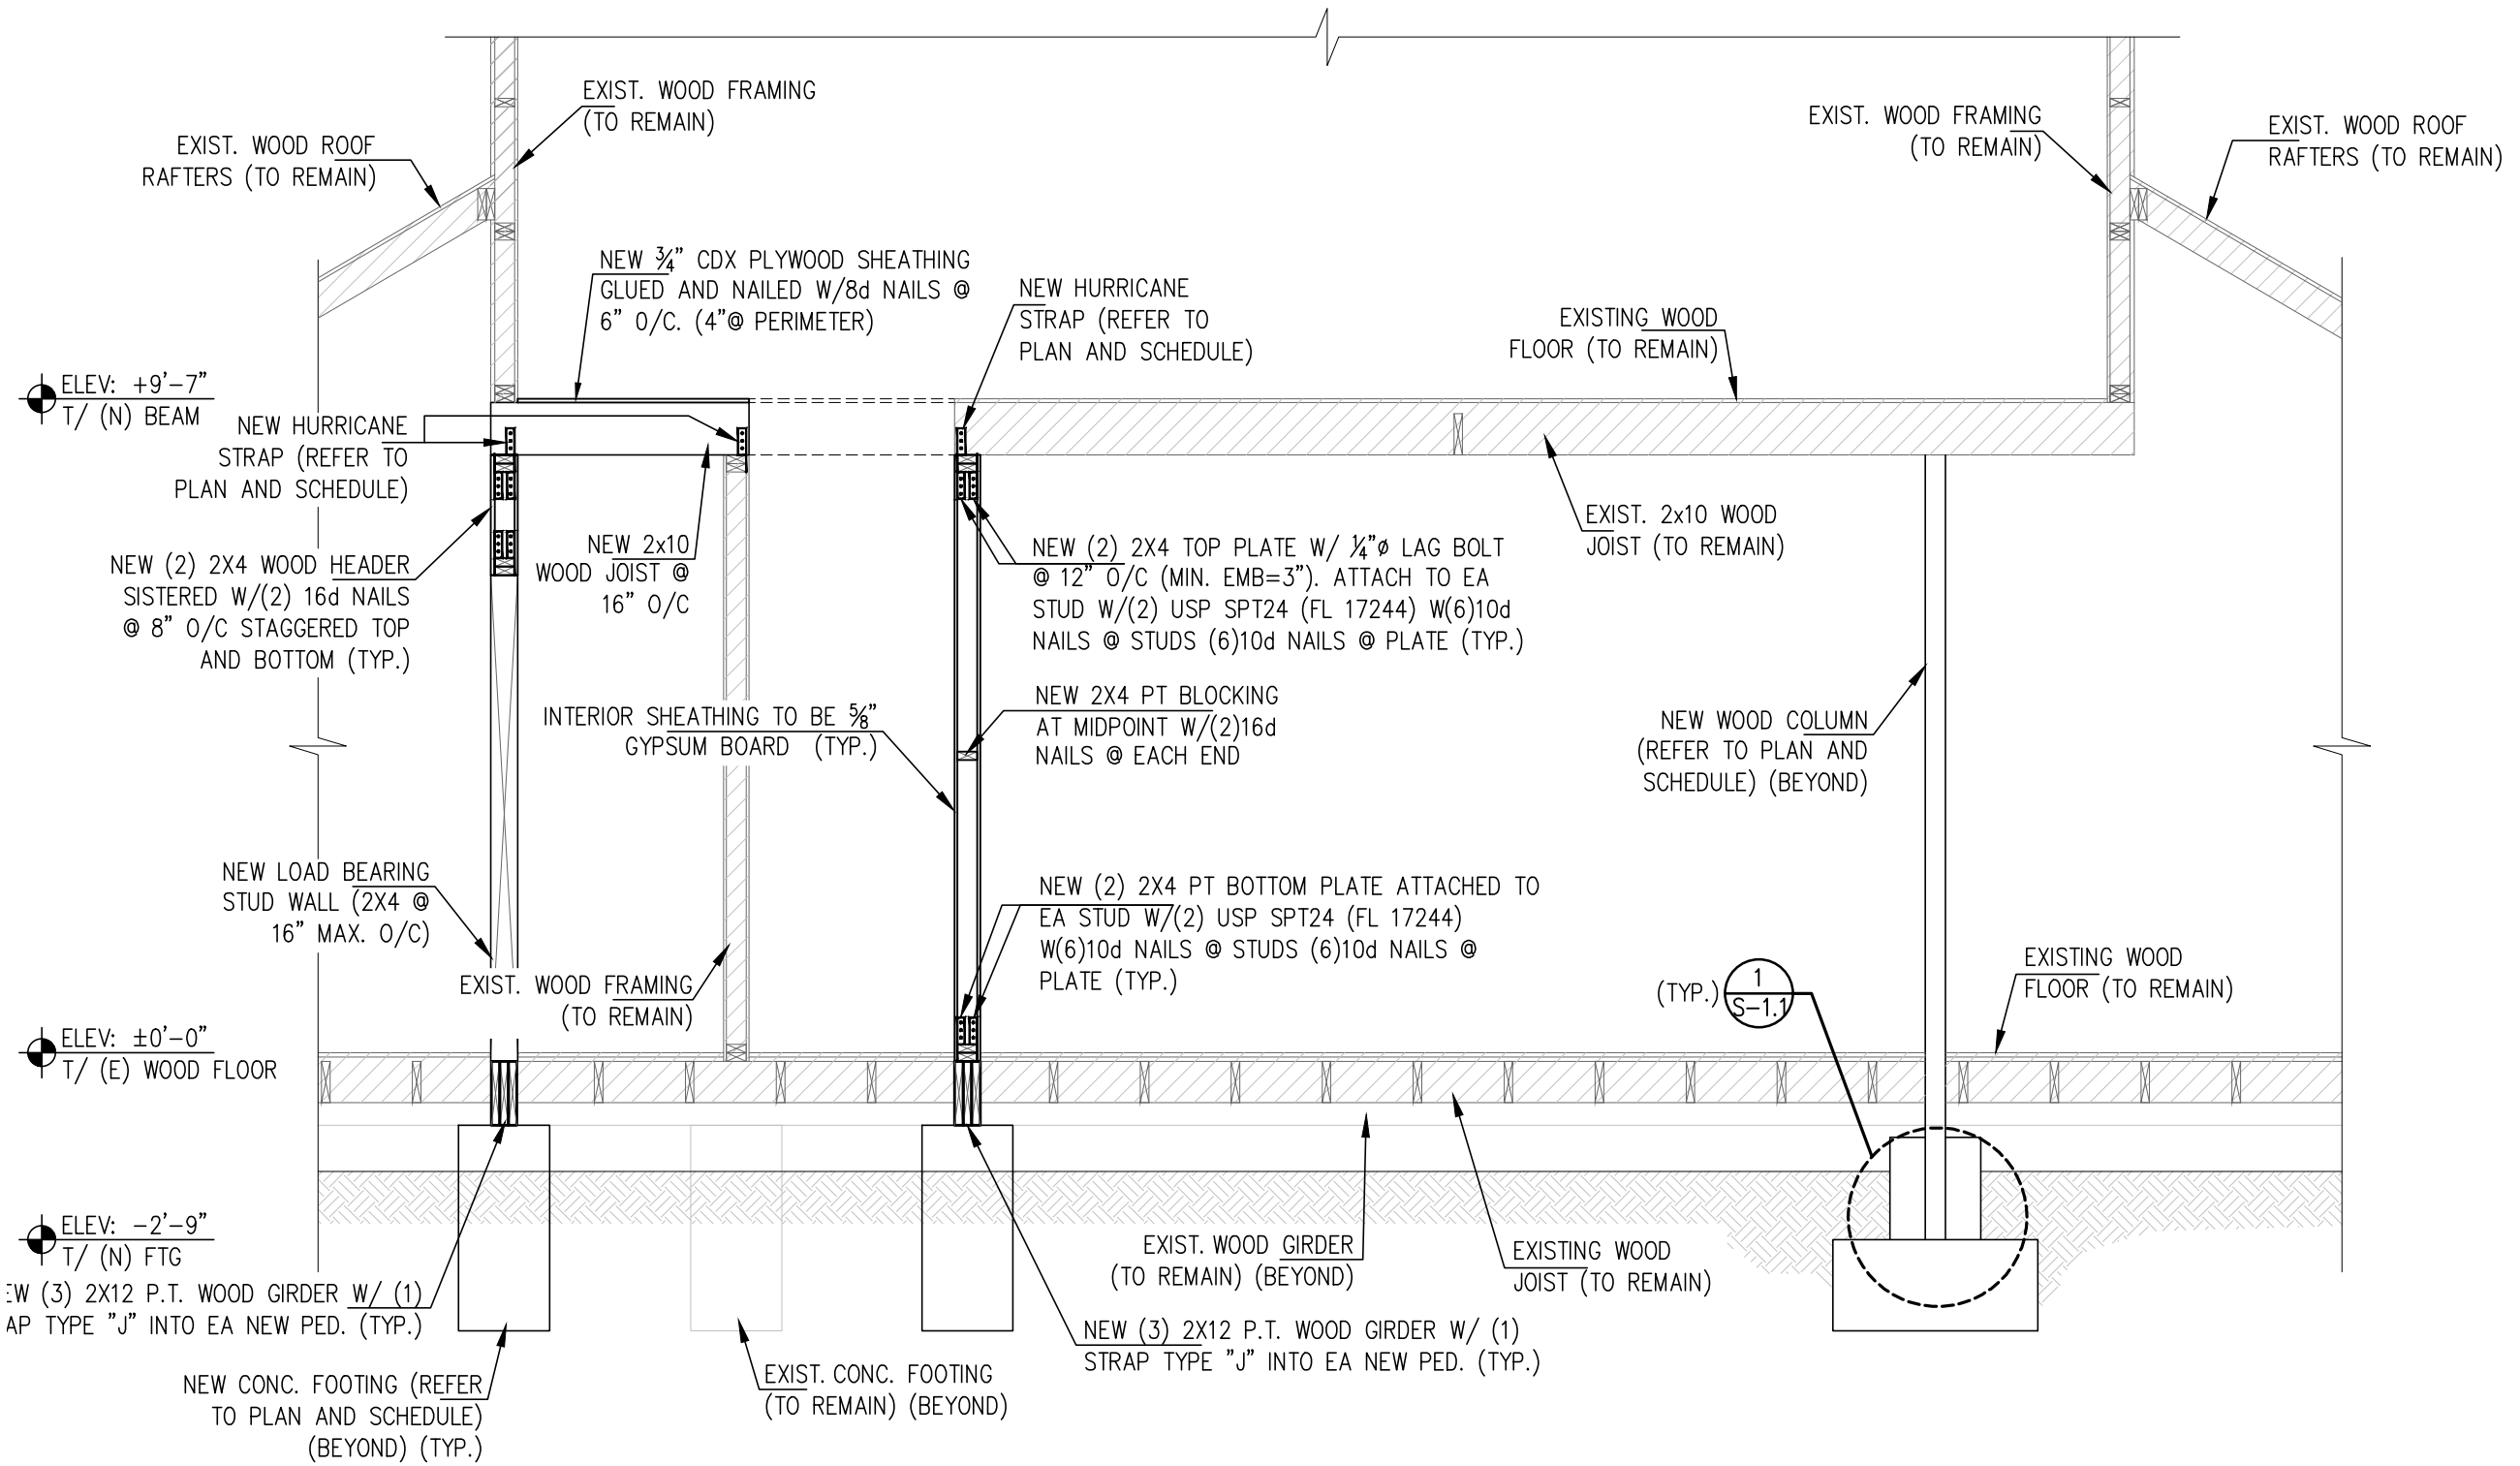 EXIST. WOOD FRAMING
(TO REMAIN)
EXIST. WOOD ROOF
RAFTERS (TO REMAIN)
EXIST. WOOD FRAMING
(TO REMAIN)
EXIST. WOOD ROOF
RAFTERS (TO REMAIN)
NEW ¾" CDX PLYWOOD SHEATHING
GLUED AND NAILED W/8d NAILS @
6" O/C. (4"@ PERIMETER)
NEW HURRICANE
STRAP (REFER TO
PLAN AND SCHEDULE)
EXISTING WOOD
FLOOR (TO REMAIN)
ELEV: +9'-7"
T/ (N) BEAM
NEW HURRICANE
STRAP (REFER TO
PLAN AND SCHEDULE)
NEW (2) 2X4 WOOD HEADER
SISTERED W/(2) 16d NAILS
@ 8" O/C STAGGERED TOP
AND BOTTOM (TYP.)
NEW 2x10
WOOD JOIST @
16" O/C
NEW (2) 2X4 TOP PLATE W/ ¼"ø LAG BOLT
@ 12" O/C (MIN. EMB=3"). ATTACH TO EA
STUD W/(2) USP SPT24 (FL 17244) W(6)10d
NAILS @ STUDS (6)10d NAILS @ PLATE (TYP.)
EXIST. 2x10 WOOD
JOIST (TO REMAIN)
INTERIOR SHEATHING TO BE ⅝"
GYPSUM BOARD (TYP.)
NEW 2X4 PT BLOCKING
AT MIDPOINT W/(2)16d
NAILS @ EACH END
NEW WOOD COLUMN
(REFER TO PLAN AND
SCHEDULE) (BEYOND)
NEW LOAD BEARING
STUD WALL (2X4 @
16" MAX. O/C)
NEW (2) 2X4 PT BOTTOM PLATE ATTACHED TO
EA STUD W/(2) USP SPT24 (FL 17244)
W(6)10d NAILS @ STUDS (6)10d NAILS @
PLATE (TYP.)
EXIST. WOOD FRAMING
(TO REMAIN)
(TYP.)
1
S-1.1
EXISTING WOOD
FLOOR (TO REMAIN)
ELEV: ±0'-0"
T/ (E) WOOD FLOOR
ELEV: -2'-9"
T/ (N) FTG
EW (3) 2X12 P.T. WOOD GIRDER W/ (1)
AP TYPE "J" INTO EA NEW PED. (TYP.)
EXIST. WOOD GIRDER
(TO REMAIN) (BEYOND)
EXISTING WOOD
JOIST (TO REMAIN)
NEW (3) 2X12 P.T. WOOD GIRDER W/ (1)
STRAP TYPE "J" INTO EA NEW PED. (TYP.)
NEW CONC. FOOTING (REFER
TO PLAN AND SCHEDULE)
(BEYOND) (TYP.)
EXIST. CONC. FOOTING
(TO REMAIN) (BEYOND)